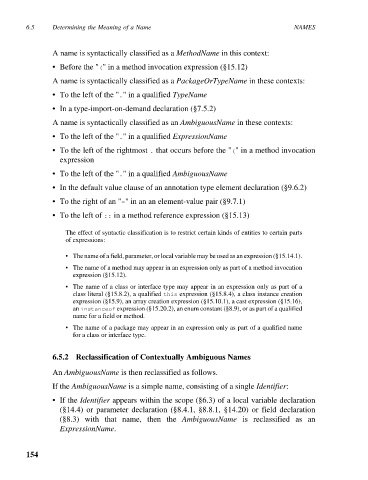 6.5 Determining the Meaning of a Name NAMES
A name is syntactically classified as a MethodName in this context:
• Before the "(" in a method invocation expression (§15.12)
A name is syntactically classified as a PackageOrTypeName in these contexts:
• To the left of the "." in a qualified TypeName
• In a type-import-on-demand declaration (§7.5.2)
A name is syntactically classified as an AmbiguousName in these contexts:
• To the left of the "." in a qualified ExpressionName
• To the left of the rightmost . that occurs before the "(" in a method invocation
expression
• To the left of the "." in a qualified AmbiguousName
• In the default value clause of an annotation type element declaration (§9.6.2)
• To the right of an "=" in an an element-value pair (§9.7.1)
• To the left of :: in a method reference expression (§15.13)
The effect of syntactic classification is to restrict certain kinds of entities to certain parts
of expressions:
• The name of a field, parameter, or local variable may be used as an expression (§15.14.1).
• The name of a method may appear in an expression only as part of a method invocation
expression (§15.12).
• The name of a class or interface type may appear in an expression only as part of a
class literal (§15.8.2), a qualified this expression (§15.8.4), a class instance creation
expression (§15.9), an array creation expression (§15.10.1), a cast expression (§15.16),
an instanceof expression (§15.20.2), an enum constant (§8.9), or as part of a qualified
name for a field or method.
• The name of a package may appear in an expression only as part of a qualified name
for a class or interface type.
6.5.2 Reclassification of Contextually Ambiguous Names
An AmbiguousName is then reclassified as follows.
If the AmbiguousName is a simple name, consisting of a single Identifier:
• If the Identifier appears within the scope (§6.3) of a local variable declaration
(§14.4) or parameter declaration (§8.4.1, §8.8.1, §14.20) or field declaration
(§8.3) with that name, then the AmbiguousName is reclassified as an
ExpressionName.
154